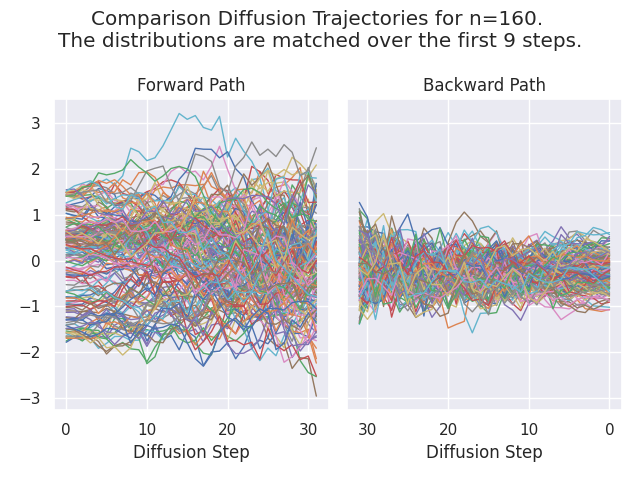 Comparison Diffusion Trajectories for n=160.
The distributions are matched over the first 9 steps.
Forward Path
Backward Path
3
2
1
0
−1
−2
−3
0 10 20 30
30 20 10 0
Diffusion Step
Diffusion Step